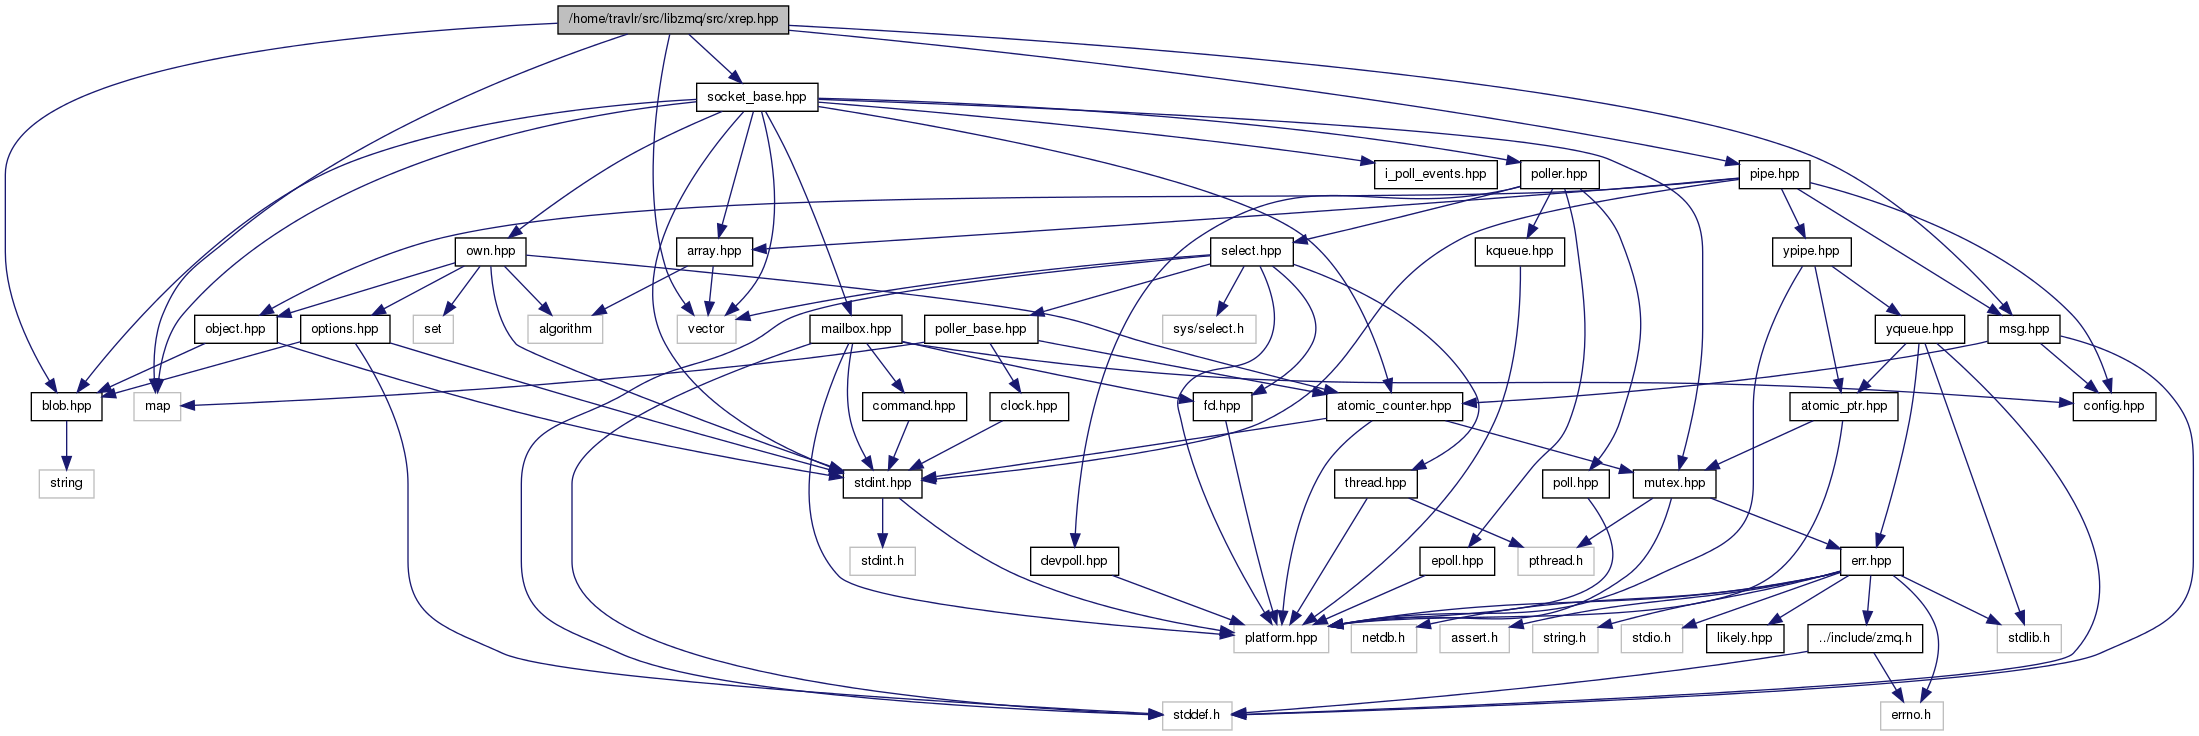 /home/travlr/src/libzmq/src/xrep.hpp
socket_base.hpp
i_poll_events.hpp
poller.hpp
pipe.hpp
own.hpp
array.hpp
select.hpp
kqueue.hpp
ypipe.hpp
object.hpp
options.hpp
set
algorithm
vector
mailbox.hpp
poller_base.hpp
sys/select.h
yqueue.hpp
msg.hpp
blob.hpp
map
command.hpp
clock.hpp
fd.hpp
atomic_counter.hpp
atomic_ptr.hpp
config.hpp
string
stdint.hpp
thread.hpp
poll.hpp
mutex.hpp
stdint.h
devpoll.hpp
epoll.hpp
pthread.h
err.hpp
platform.hpp
netdb.h
assert.h
string.h
stdio.h
likely.hpp
../include/zmq.h
stdlib.h
stddef.h
errno.h